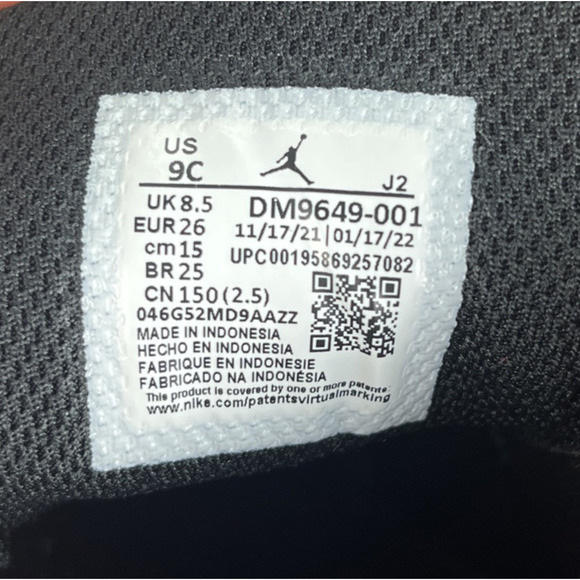 US
9C
J2
UK 8.5
EUR 26
cm 15
BR 25
CN 150 (2.5)
DM9649-001
11/17/21|01/17/22
UPC00195869257082
046G52MD9AAZZ
MADE IN INDONESIA
HECHO EN INDONESIA
FABRIQUE EN INDONESIE
FABRICADO NA INDONÉSIA
This product is covered by one or more patents:
www.nike.com/patentsvirtualmarking